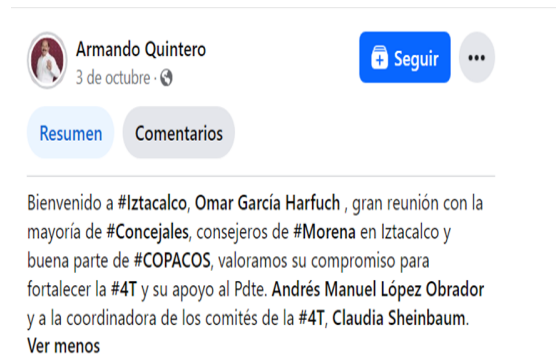 Armando Quintero
3 de octubre ·
Seguir
Resumen
Comentarios
Bienvenido a #Iztacalco, Omar García Harfuch , gran reunión con la
mayoría de #Concejales, consejeros de #Morena en Iztacalco y
buena parte de #COPACOS, valoramos su compromiso para
fortalecer la #4T y su apoyo al Pdte. Andrés Manuel López Obrador
y a la coordinadora de los comités de la #4T, Claudia Sheinbaum.
Ver menos